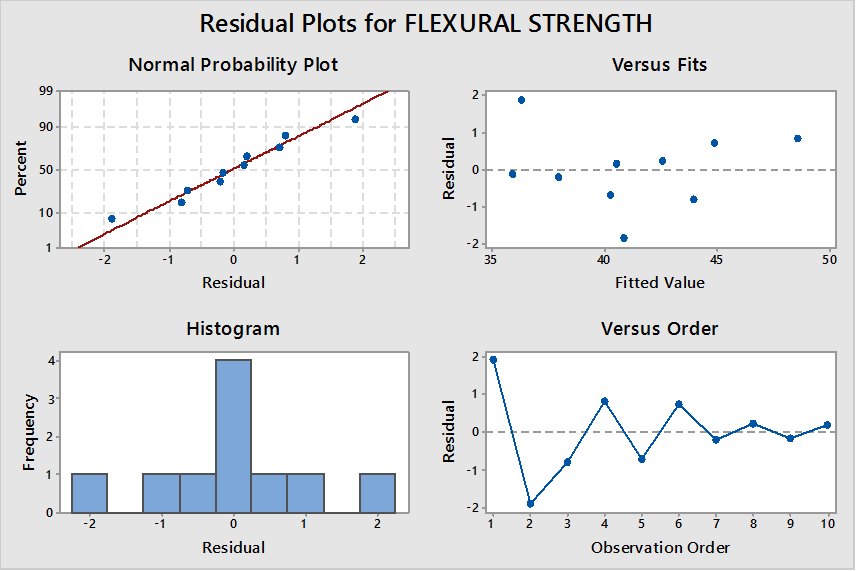 Residual Plots for FLEXURAL STRENGTH
Normal Probability Plot
99
90
50
10
1
Percent
-2 -1 0 1 2
Residual
Versus Fits
2
1
0
-1
-2
Residual
35 40 45 50
Fitted Value
Histogram
4
3
2
1
0
Frequency
-2 -1 0 1 2
Residual
Versus Order
2
1
0
-1
-2
Residual
1 2 3 4 5 6 7 8 9 10
Observation Order